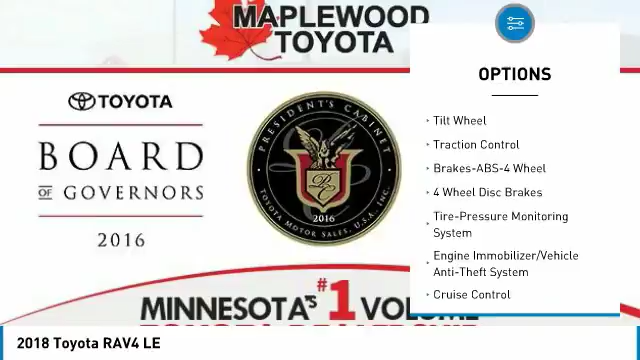 MAPLEWOOD
TOYOTA
TOYOTA
BOARD
OF GOVERNORS
2016
PRESIDENT'S CABINET
PC
2016
TOYOTA MOTOR SALES, U.S.A., INC.
MINNESOTA'S #1 VOLUME
OPTIONS
Tilt Wheel
Traction Control
Brakes-ABS-4 Wheel
4 Wheel Disc Brakes
Tire-Pressure Monitoring
System
Engine Immobilizer/Vehicle
Anti-Theft System
Cruise Control
2018 Toyota RAV4 LE